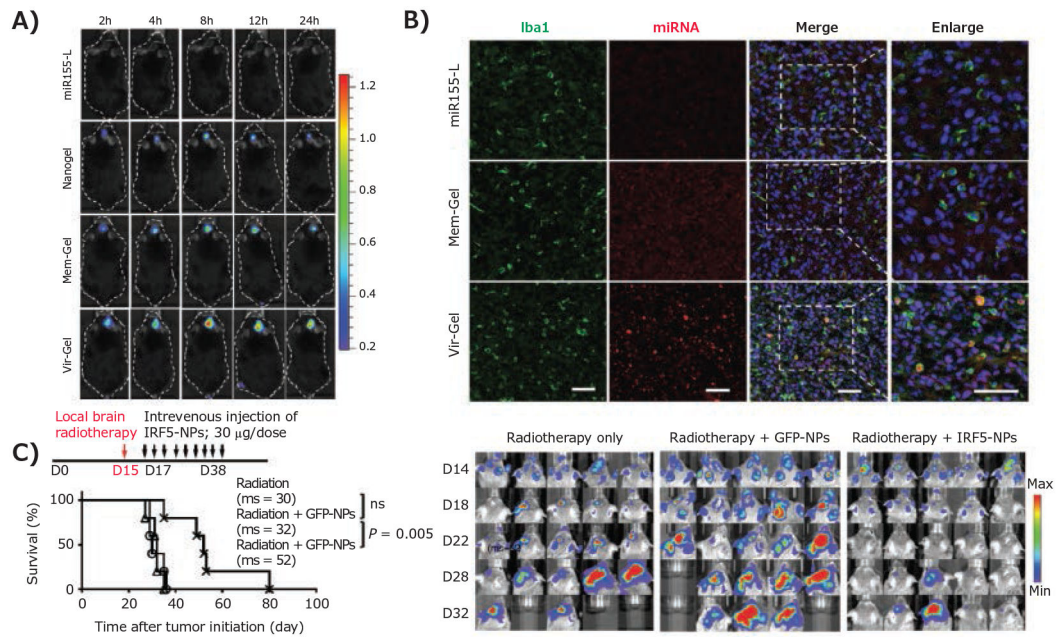 A)
2h 4h 8h 12h 24h
miR155-L
Nanogel
Mem-Gel
Vir-Gel
1.2
1.0
0.8
0.6
0.4
0.2
B)
Iba1 miRNA Merge Enlarge
miR155-L
Mem-Gel
Vir-Gel
C)
Local brain
radiotherapy
Intrevenous injection of
IRF5-NPs; 30 μg/dose
D0 D15 D17 D38
Survival (%)
100
50
0
0 20 40 60 80 100
Time after tumor initiation (day)
Radiation
(ms = 30)
Radiation + GFP-NPs
(ms = 32)
Radiation + GFP-NPs
(ms = 52)
ns
P = 0.005
Radiotherapy only Radiotherapy + GFP-NPs Radiotherapy + IRF5-NPs
D14
D18
D22
D28
D32
Max
Min